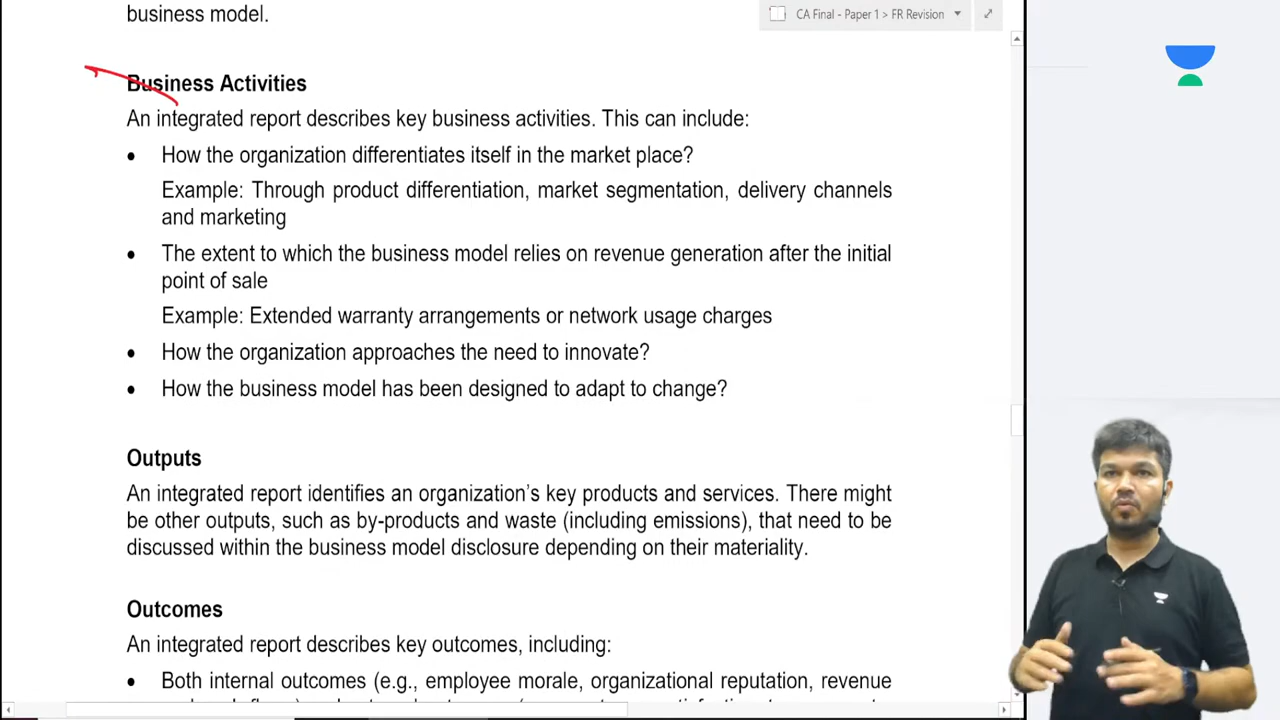 business model.
CA Final - Paper 1 > FR Revision
Business Activities
An integrated report describes key business activities. This can include:
• How the organization differentiates itself in the market place?
Example: Through product differentiation, market segmentation, delivery channels
and marketing
• The extent to which the business model relies on revenue generation after the initial
point of sale
Example: Extended warranty arrangements or network usage charges
• How the organization approaches the need to innovate?
• How the business model has been designed to adapt to change?
Outputs
An integrated report identifies an organization's key products and services. There might
be other outputs, such as by-products and waste (including emissions), that need to be
discussed within the business model disclosure depending on their materiality.
Outcomes
An integrated report describes key outcomes, including:
• Both internal outcomes (e.g., employee morale, organizational reputation, revenue